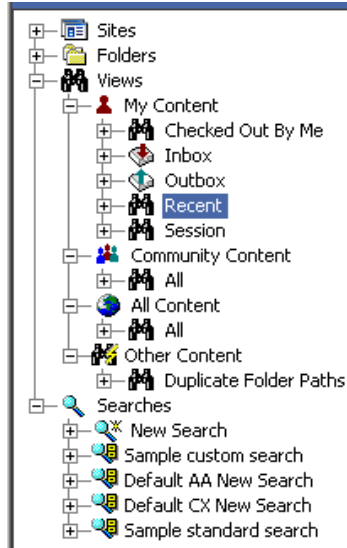 Sites
Folders
Views
My Content
Checked Out By Me
Inbox
Outbox
Recent
Session
Community Content
All
All Content
All
Other Content
Duplicate Folder Paths
Searches
New Search
Sample custom search
Default AA New Search
Default CX New Search
Sample standard search